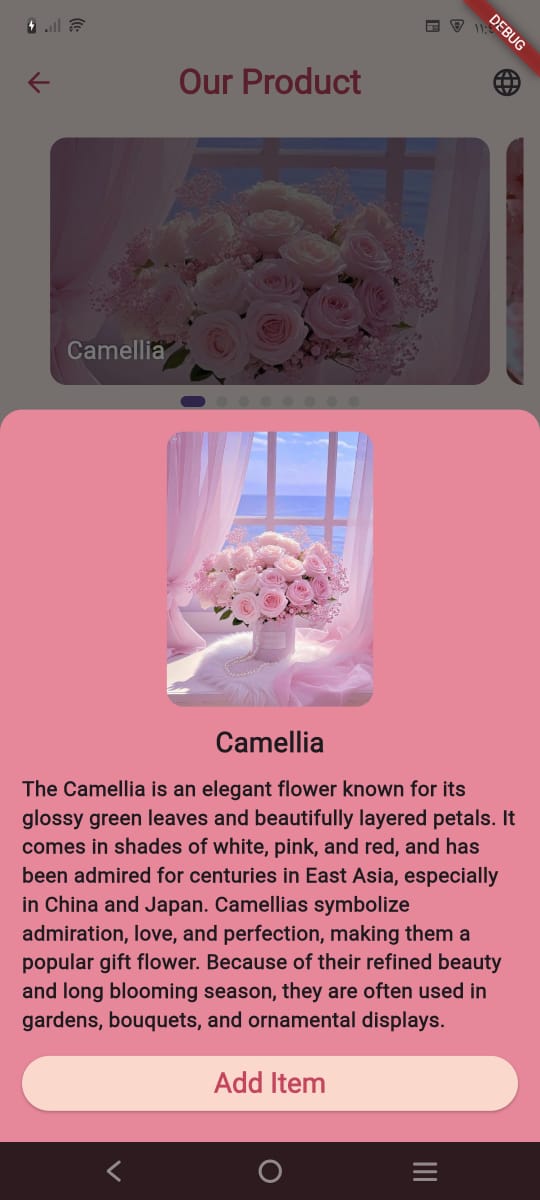 DEBUG
Our Product
Camellia
Camellia
The Camellia is an elegant flower known for its
glossy green leaves and beautifully layered petals. It
comes in shades of white, pink, and red, and has
been admired for centuries in East Asia, especially
in China and Japan. Camellias symbolize
admiration, love, and perfection, making them a
popular gift flower. Because of their refined beauty
and long blooming season, they are often used in
gardens, bouquets, and ornamental displays.
Add Item